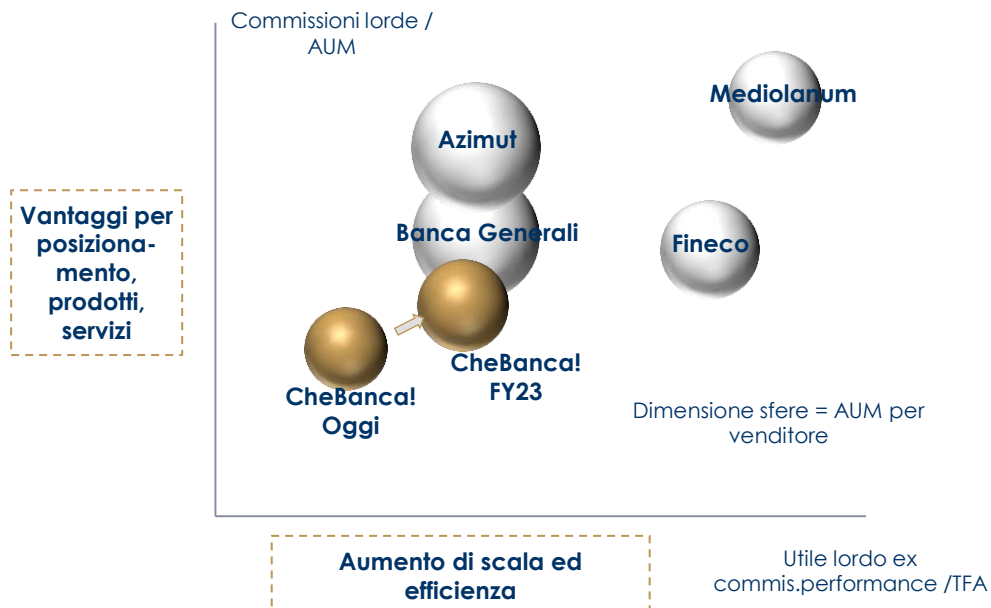 Commissioni lorde /
AUM
Mediolanum
Azimut
Vantaggi per
posiziona-
mento,
prodotti,
servizi
Banca Generali
Fineco
CheBanca!
FY23
CheBanca!
Oggi
Dimensione sfere = AUM per
venditore
Aumento di scala ed
efficienza
Utile lordo ex
commis.performance /TFA